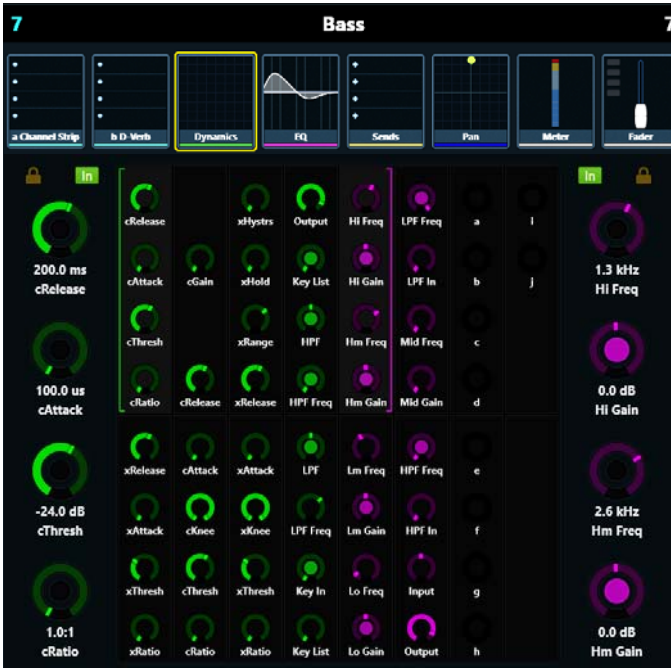 7 Bass 7
a Channel Strip b D-Verb Dynamics EQ Sends Pan Meter Fader
In In
cRelease xHystrs Output Hi Freq LPF Freq a i
200.0 ms 1.3 kHz
cRelease Hi Freq
cAttack cGain xHold Key List Hi Gain LPF In b j
cThresh xRange HPF Hm Freq Mid Freq c
100.0 us 0.0 dB
cAttack Hi Gain
cRatio cRelease xRelease HPF Freq Hm Gain Mid Gain d
xRelease cAttack xAttack LPF Lm Freq HPF Freq e
-24.0 dB 2.6 kHz
cThresh Hm Freq
xAttack cKnee xKnee LPF Freq Lm Gain HPF In f
xThresh cThresh xThresh Key In Lo Freq Input g
1.0:1 0.0 dB
cRatio Hm Gain
xRatio cRatio xRatio Key List Lo Gain Output h